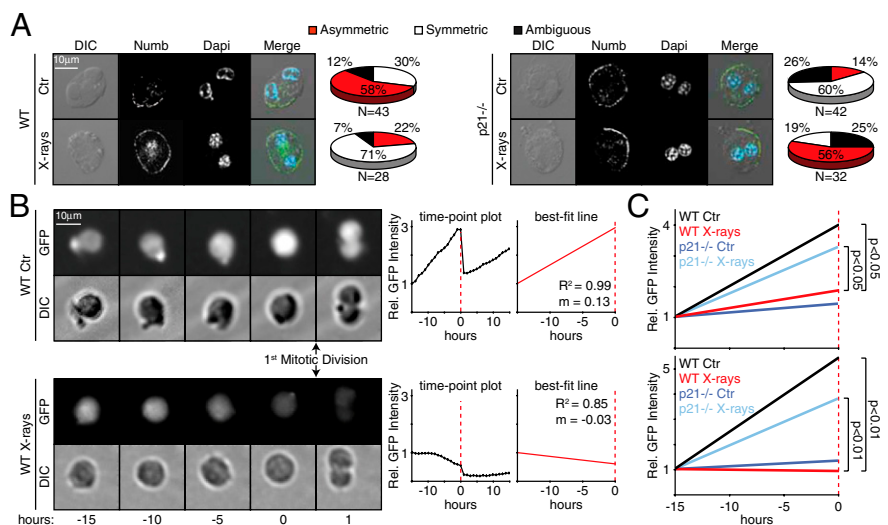 A
Asymmetric Symmetric Ambiguous
DIC Numb Dapi Merge
10μm
WT
Ctr
12% 30%
58%
N=43
X-rays
7% 22%
71%
N=28
DIC Numb Dapi Merge
p21-/-
Ctr
26% 14%
60%
N=42
X-rays
19% 25%
56%
N=32
B
10μm
WT Ctr
GFP
DIC
1st Mitotic Division
WT X-rays
GFP
DIC
hours: -15 -10 -5 0 1
time-point plot best-fit line
Rel. GFP Intensity
3
1
R² = 0.99
m = 0.13
-10 0 10 -10 0
hours hours
time-point plot best-fit line
Rel. GFP Intensity
3
1
R² = 0.85
m = -0.03
-10 0 10 -10 0
hours hours
C
4
1
Rel. GFP Intensity
WT Ctr
WT X-rays
p21-/- Ctr
p21-/- X-rays
p<0.05
p<0.05
-10 -5 0
hours
5
1
Rel. GFP Intensity
WT Ctr
WT X-rays
p21-/- Ctr
p21-/- X-rays
p<0.01
p<0.01
-15 -10 -5 0
hours